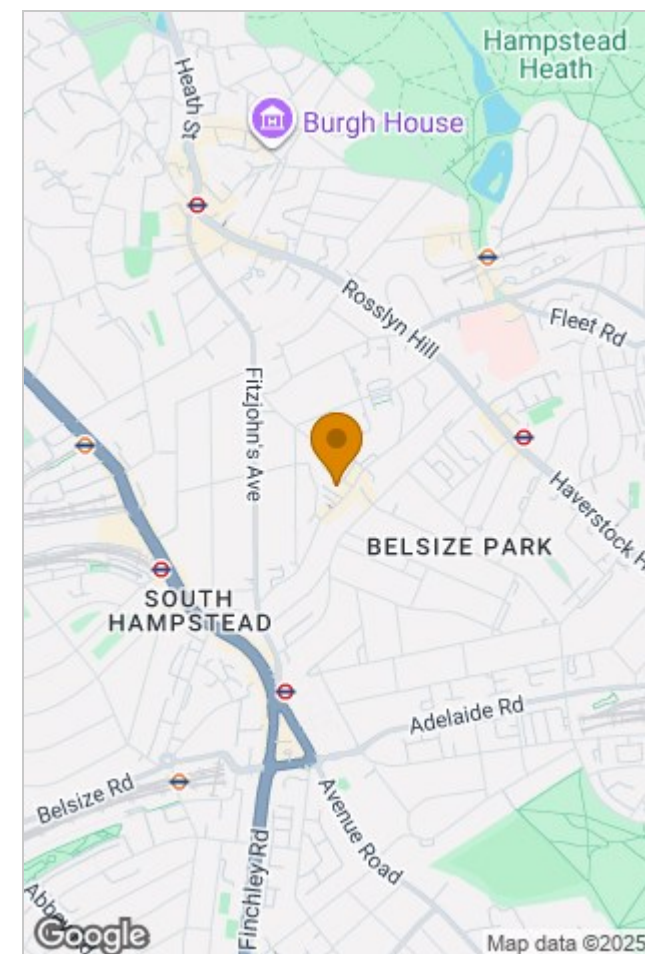 Hampstead
Heath
Heath St
Burgh House
Rosslyn Hill
Fleet Rd
Fitzjohn's Ave
Haverstock H
BELSIZE PARK
SOUTH
HAMPSTEAD
Adelaide Rd
Belsize Rd
Avenue Road
Finchley Rd
Google
Map data ©2025